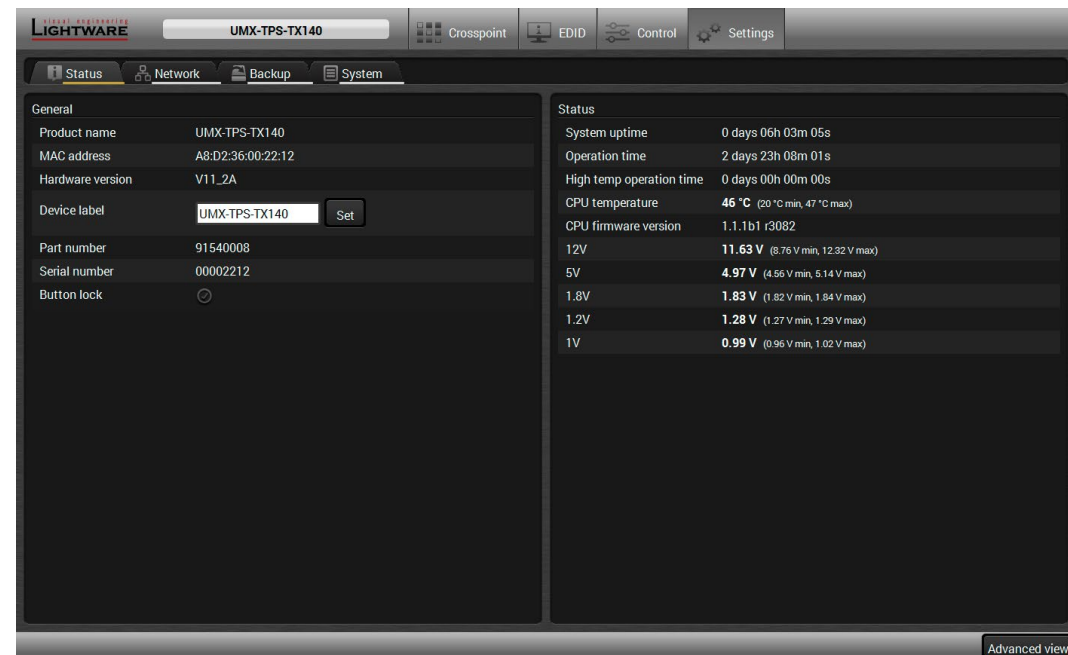 visual engineering
LIGHTWARE
UMX-TPS-TX140
Crosspoint
EDID
Control
Settings
Status
Network
Backup
System
General
Product name UMX-TPS-TX140
MAC address A8:D2:36:00:22:12
Hardware version V11_2A
Device label UMX-TPS-TX140 Set
Part number 91540008
Serial number 00002212
Button lock
Status
System uptime 0 days 06h 03m 05s
Operation time 2 days 23h 08m 01s
High temp operation time 0 days 00h 00m 00s
CPU temperature 46 °C (20 °C min, 47 °C max)
CPU firmware version 1.1.1b1 r3082
12V 11.63 V (8.76 V min, 12.32 V max)
5V 4.97 V (4.56 V min, 5.14 V max)
1.8V 1.83 V (1.82 V min, 1.84 V max)
1.2V 1.28 V (1.27 V min, 1.29 V max)
1V 0.99 V (0.96 V min, 1.02 V max)
Advanced view